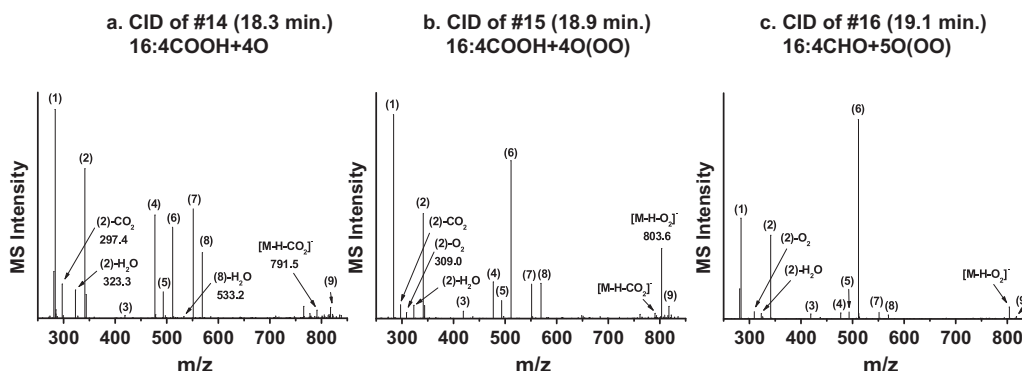 a. CID of #14 (18.3 min.)
16:4COOH+4O
MS Intensity
(1)
(2)
(2)-CO2
297.4
(2)-H2O
323.3
(3)
(4)
(5)
(6)
(7)
(8)
(8)-H2O
533.2
[M-H-CO2]-
791.5
(9)
300 400 500 600 700 800
m/z
b. CID of #15 (18.9 min.)
16:4COOH+4O(OO)
MS Intensity
(1)
(2)
(2)-CO2
(2)-O2
309.0
(2)-H2O
(3)
(4)
(5)
(6)
(7)
(8)
[M-H-O2]-
803.6
[M-H-CO2]-
(9)
300 400 500 600 700 800
m/z
c. CID of #16 (19.1 min.)
16:4CHO+5O(OO)
MS Intensity
(1)
(2)
(2)-O2
(2)-H2O
(3)
(4)
(5)
(6)
(7)
(8)
[M-H-O2]-
(9
300 400 500 600 700 800
m/z